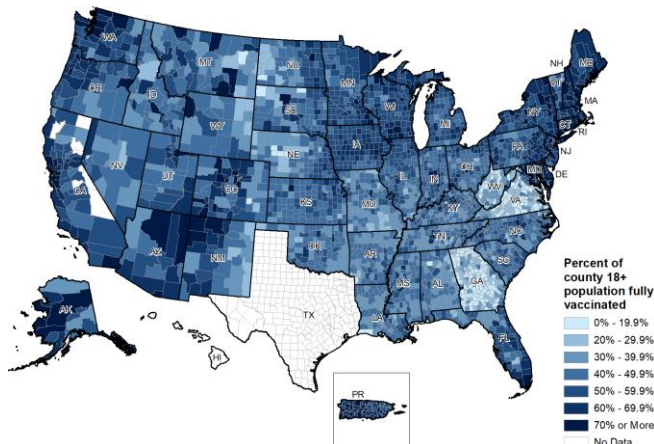 WA
MT
ND
MN
ME
NH
VT
OR
ID
SD
WI
MI
NY
MA
WY
CT
RI
IA
PA
NJ
NE
NV
UT
CO
IL
IN
OH
MD
DE
CA
WV
VA
KS
MO
KY
AZ
NM
OK
AR
TN
NC
SC
MS
AL
GA
TX
LA
FL
AK
HI
PR
Percent of
county 18+
population fully
vaccinated
0% - 19.9%
20% - 29.9%
30% - 39.9%
40% - 49.9%
50% - 59.9%
60% - 69.9%
70% or More
No Data